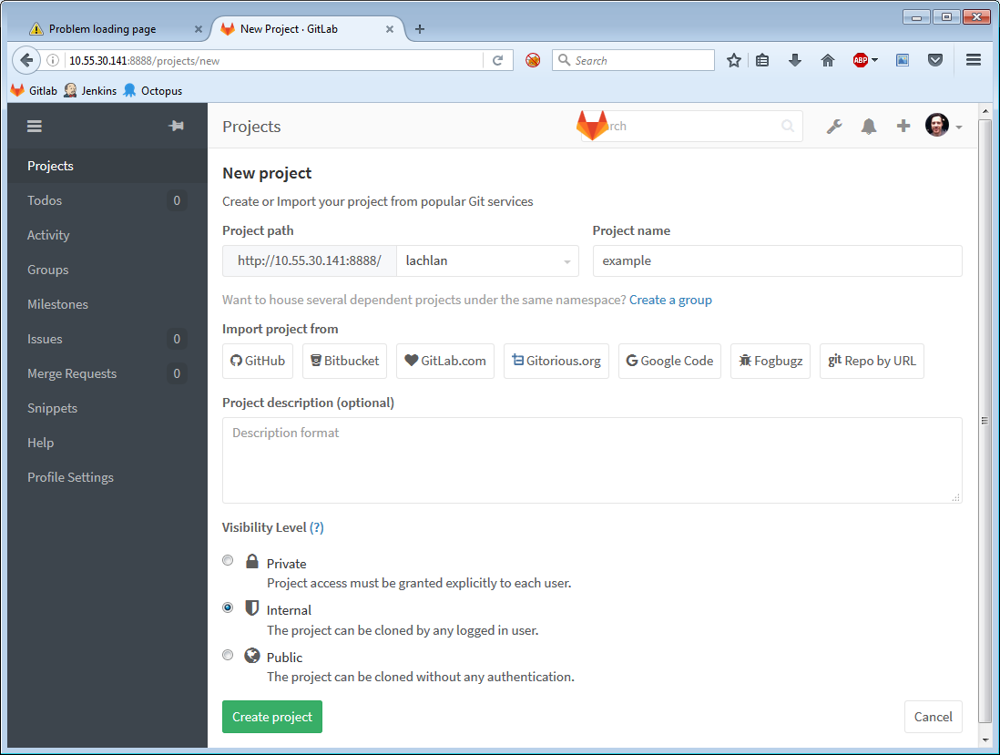 Problem loading page
New Project · GitLab
10.55.30.141:8888/projects/new
Search
ABP
Gitlab
Jenkins
Octopus
Projects
rch
Projects
Todos 0
Activity
Groups
Milestones
Issues 0
Merge Requests 0
Snippets
Help
Profile Settings
New project
Create or Import your project from popular Git services
Project path
Project name
http://10.55.30.141:8888/
lachlan
example
Want to house several dependent projects under the same namespace? Create a group
Import project from
GitHub
Bitbucket
GitLab.com
Gitorious.org
Google Code
Fogbugz
git Repo by URL
Project description (optional)
Description format
Visibility Level (?)
Private
Project access must be granted explicitly to each user.
Internal
The project can be cloned by any logged in user.
Public
The project can be cloned without any authentication.
Create project
Cancel